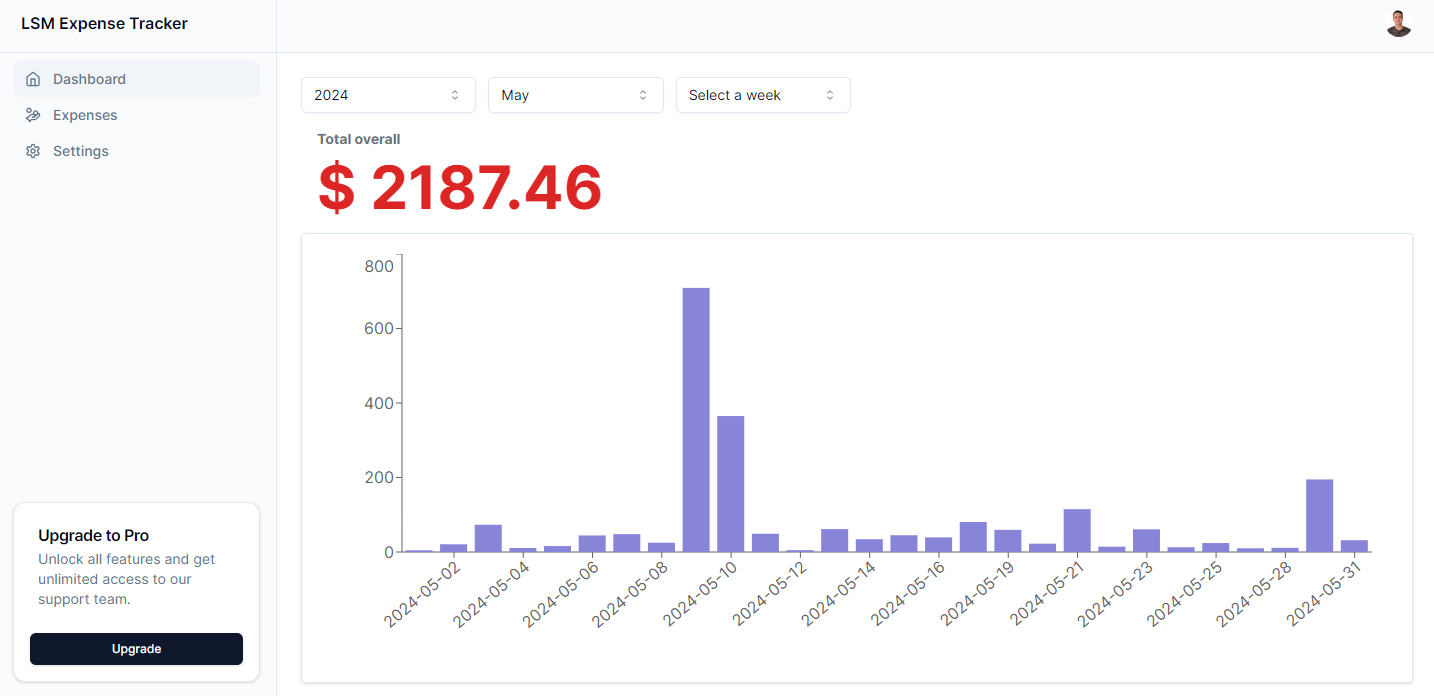 LSM Expense Tracker
Dashboard
Expenses
Settings
2024
May
Select a week
Total overall
$ 2187.46
800
600
400
200
0
2024-05-02
2024-05-04
2024-05-06
2024-05-08
2024-05-10
2024-05-12
2024-05-14
2024-05-16
2024-05-19
2024-05-21
2024-05-23
2024-05-25
2024-05-28
2024-05-31
Upgrade to Pro
Unlock all features and get
unlimited access to our
support team.
Upgrade